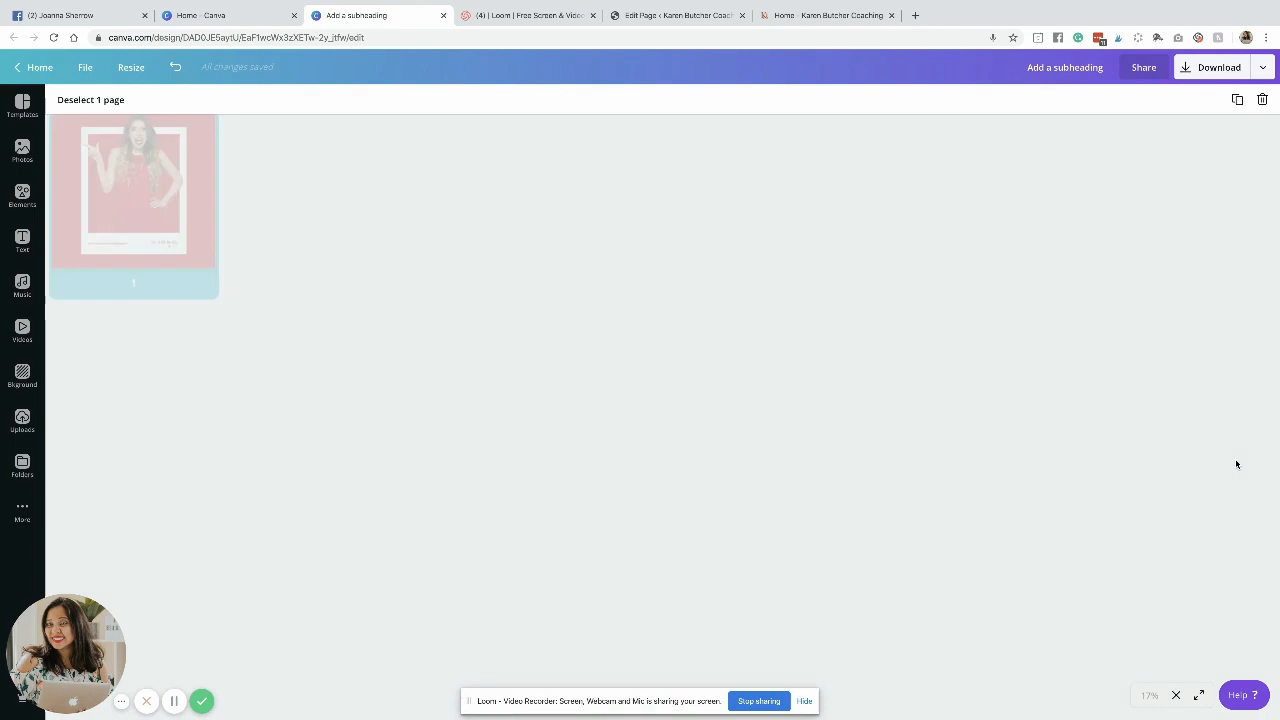 (2) Joanna Sherrow
Home - Canva
Add a subheading
(4) | Loom | Free Screen & Video
Edit Page ‹ Karen Butcher Coach
Home - Karen Butcher Coaching
canva.com/design/DAD0JE5aytU/EaF1wcWx3zXETw-2y_jtfw/edit
Home
File
Resize
All changes saved
Add a subheading
Share
Download
Deselect 1 page
Templates
Photos
Elements
Text
Music
Videos
Bkground
Uploads
Folders
More
1
Loom - Video Recorder: Screen, Webcam and Mic is sharing your screen.
Stop sharing
Hide
17%
Help ?